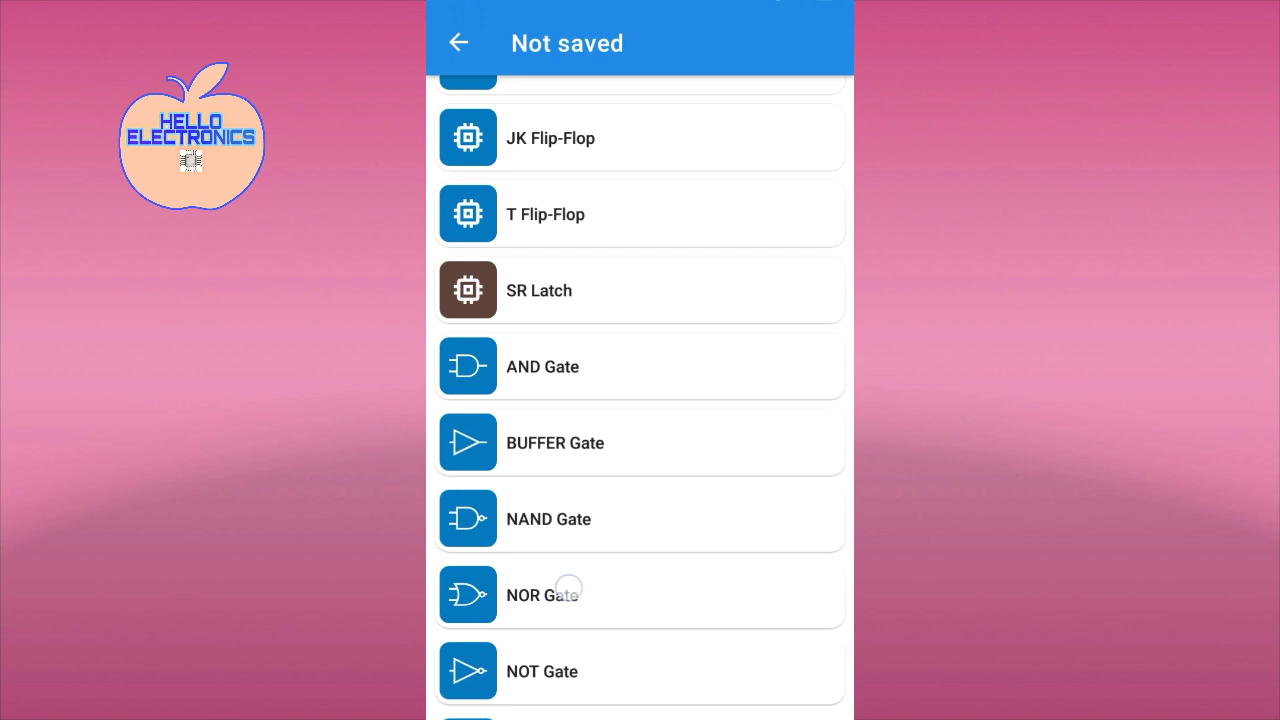 HELLO
ELECTRONICS
Not saved
JK Flip-Flop
T Flip-Flop
SR Latch
AND Gate
BUFFER Gate
NAND Gate
NOR Gate
NOT Gate